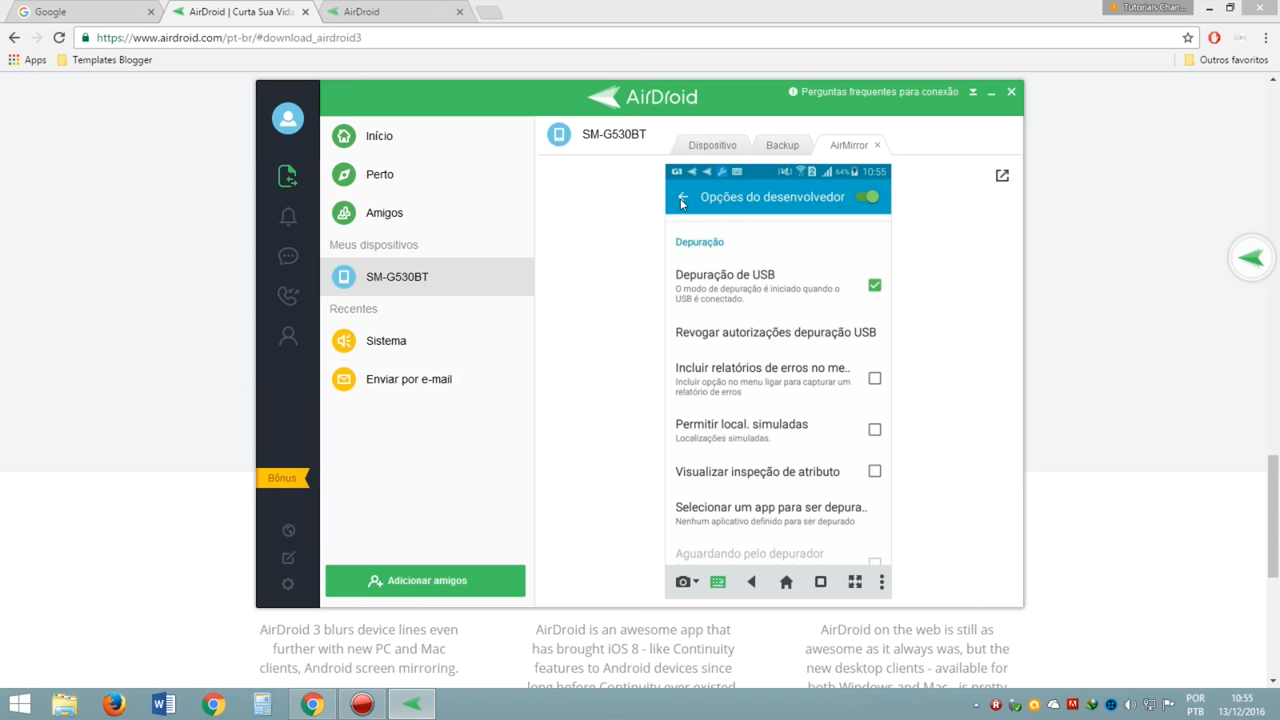 Google
AirDroid | Curta Sua Vida
AirDroid
Tutorials Chan...
https://www.airdroid.com/pt-br/#download_airdroid3
Apps
Templates Blogger
Outros favoritos
AirDroid
Perguntas frequentes para conexão
Início
Perto
Amigos
Meus dispositivos
SM-G530BT
Recentes
Sistema
Enviar por e-mail
Bônus
Adicionar amigos
SM-G530BT
Dispositivo
Backup
AirMirror
64%
10:55
Opções do desenvolvedor
Depuração
Depuração de USB
O modo de depuração é iniciado quando o
USB é conectado.
Revogar autorizações depuração USB
Incluir relatórios de erros no me..
Incluir opção no menu ligar para capturar um
relatório de erros
Permitir local. simuladas
Localizações simuladas.
Visualizar inspeção de atributo
Selecionar um app para ser depura..
Nenhum aplicativo definido para ser depurado
Aguardando pelo depurador
AirDroid 3 blurs device lines even
further with new PC and Mac
clients, Android screen mirroring.
AirDroid is an awesome app that
has brought iOS 8 - like Continuity
features to Android devices since
long before Continuity ever existed
AirDroid on the web is still as
awesome as it always was, but the
new desktop clients - available for
both Windows and Mac - is pretty
POR
PTB
10:55
13/12/2016